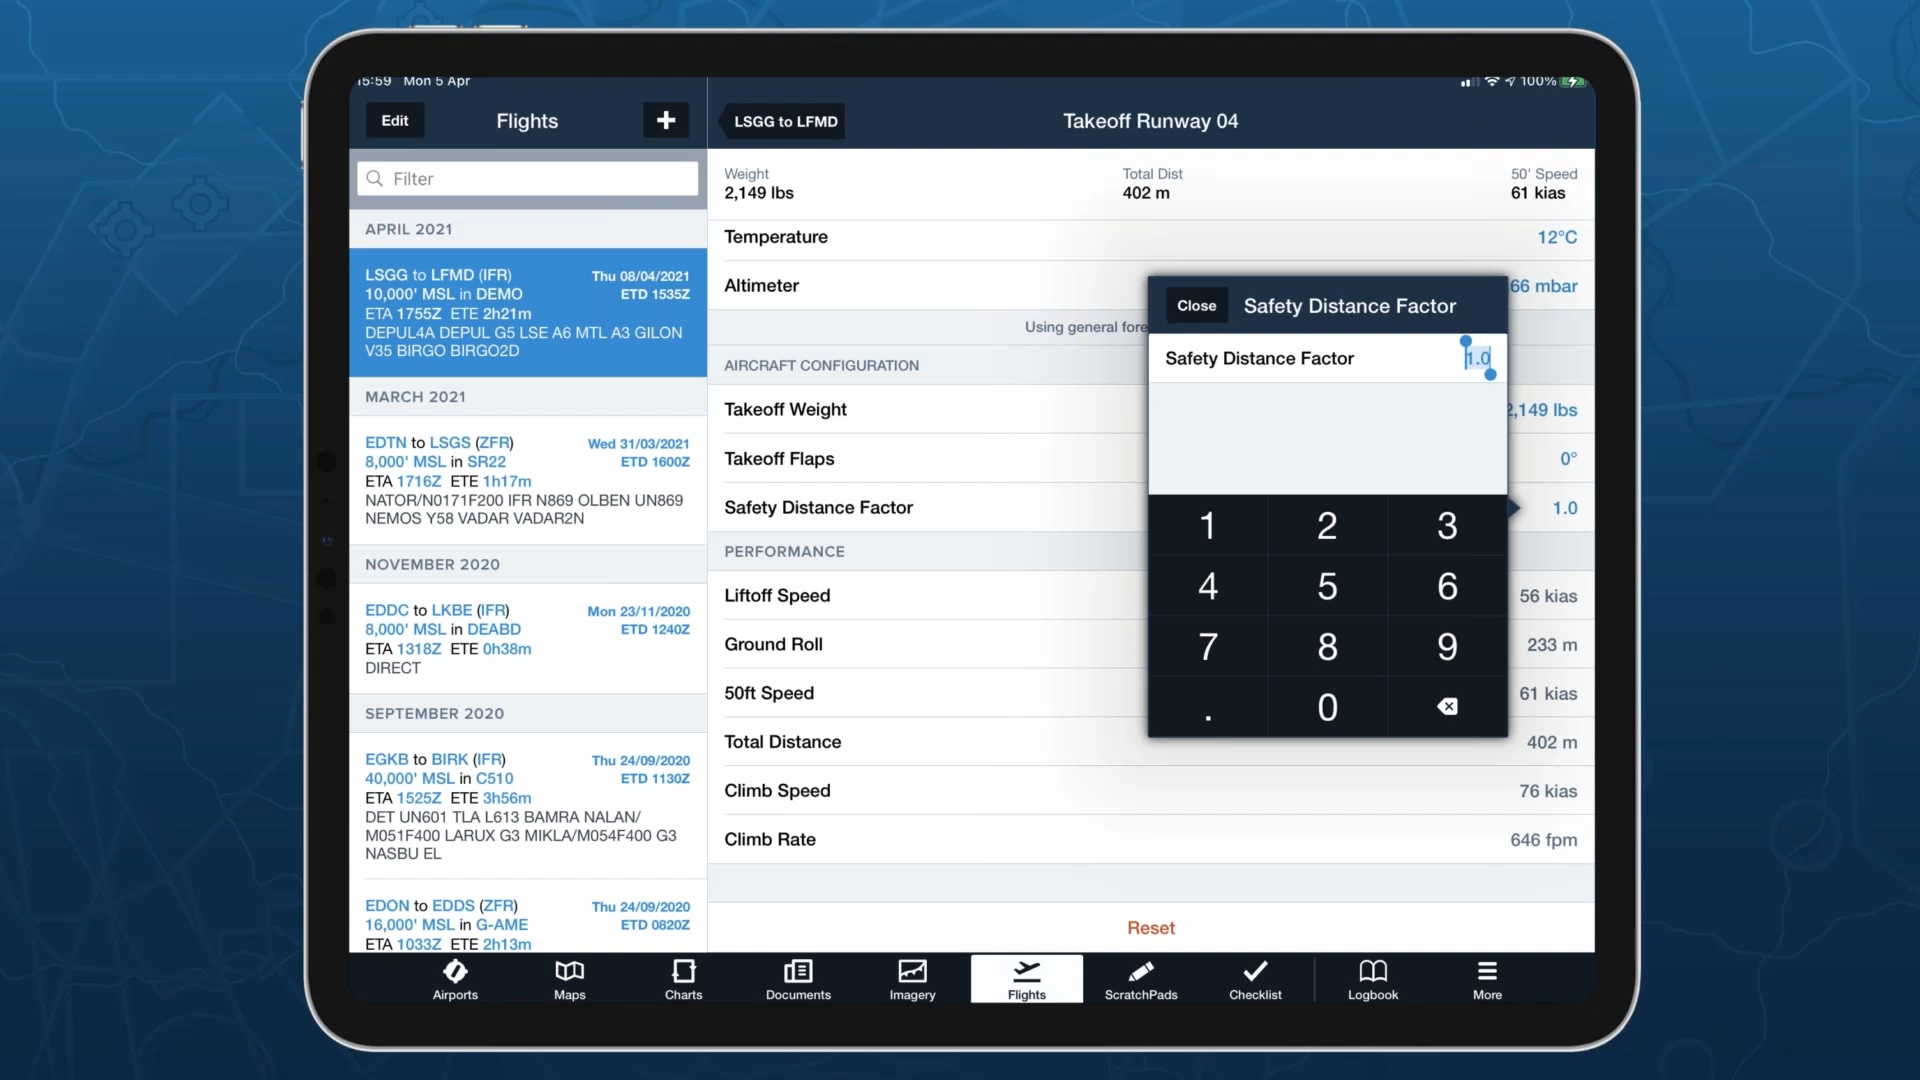 15:59 Mon 5 Apr
100%
Edit
Flights
LSGG to LFMD
Takeoff Runway 04
Filter
APRIL 2021
LSGG to LFMD (IFR) Thu 08/04/2021
10,000' MSL in DEMO ETD 1535Z
ETA 1755Z ETE 2h21m
DEPUL4A DEPUL G5 LSE A6 MTL A3 GILON
V35 BIRGO BIRGO2D
MARCH 2021
EDTN to LSGS (ZFR) Wed 31/03/2021
8,000' MSL in SR22 ETD 1600Z
ETA 1716Z ETE 1h17m
NATOR/N0171F200 IFR N869 OLBEN UN869
NEMOS Y58 VADAR VADAR2N
NOVEMBER 2020
EDDC to LKBE (IFR) Mon 23/11/2020
8,000' MSL in DEABD ETD 1240Z
ETA 1318Z ETE 0h38m
DIRECT
SEPTEMBER 2020
EGKB to BIRK (IFR) Thu 24/09/2020
40,000' MSL in C510 ETD 1130Z
ETA 1525Z ETE 3h56m
DET UN601 TLA L613 BAMRA NALAN/
M051F400 LARUX G3 MIKLA/M054F400 G3
NASBU EL
EDON to EDDS (ZFR) Thu 24/09/2020
16,000' MSL in G-AME ETD 0820Z
ETA 1033Z ETE 2h13m
Weight Total Dist 50' Speed
2,149 lbs 402 m 61 kias
Temperature 12°C
Altimeter 66 mbar
Using general fore
AIRCRAFT CONFIGURATION
Takeoff Weight 2,149 lbs
Takeoff Flaps 0°
Safety Distance Factor 1.0
PERFORMANCE
Liftoff Speed 56 kias
Ground Roll 233 m
50ft Speed 61 kias
Total Distance 402 m
Climb Speed 76 kias
Climb Rate 646 fpm
Reset
Close Safety Distance Factor
Safety Distance Factor 1.0
1 2 3
4 5 6
7 8 9
. 0
Airports Maps Charts Documents Imagery Flights ScratchPads Checklist Logbook More